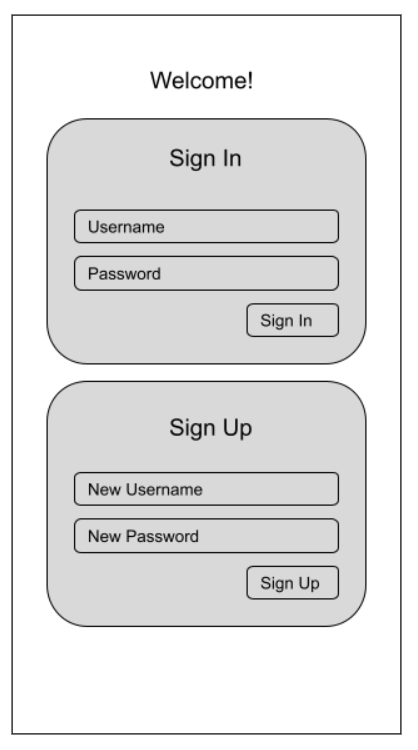 Welcome!
Sign In
Username
Password
Sign In
Sign Up
New Username
New Password
Sign Up